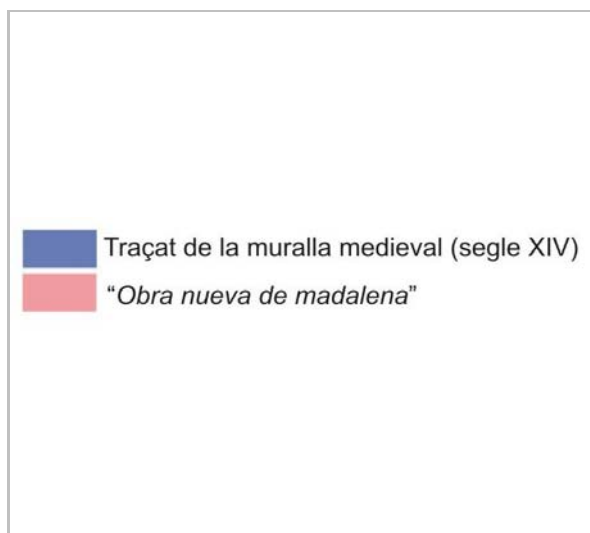 Traçat de la muralla medieval (segle XIV)
“Obra nueva de madalena”